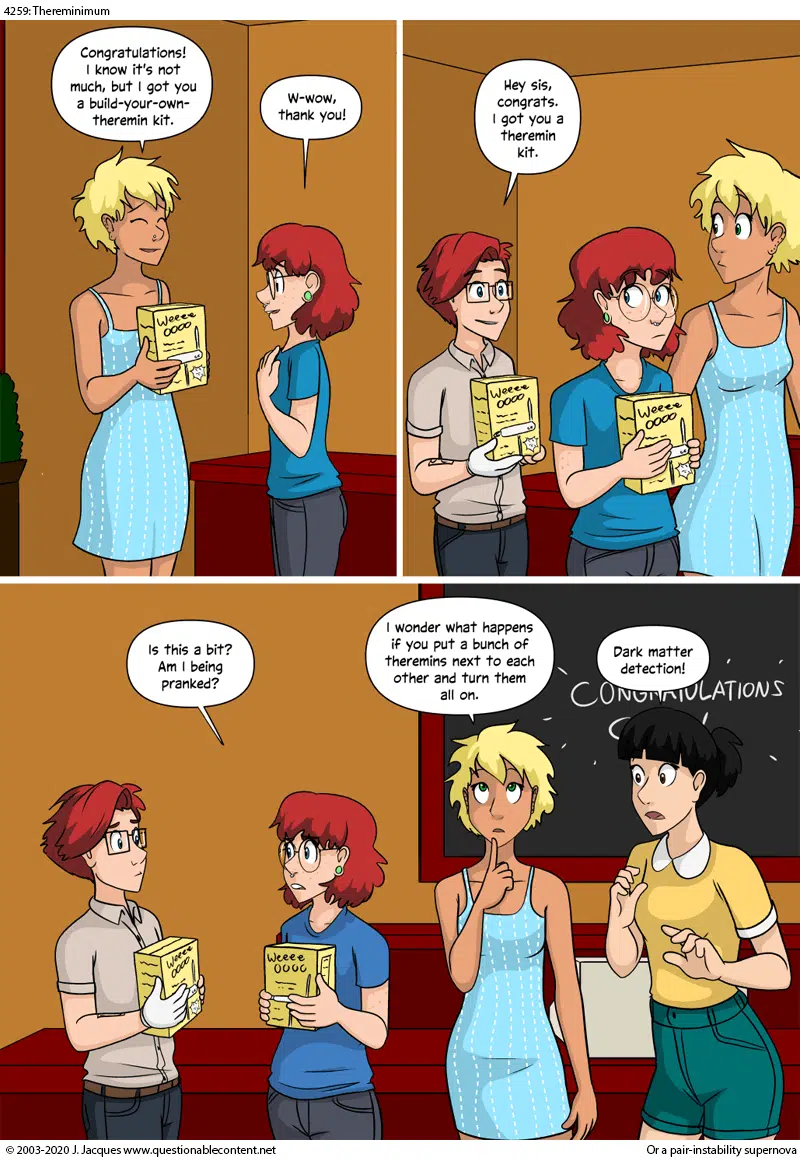 4259: Thereminimum
Congratulations!
I know it's not
much, but I got you
a build-your-own-
theremin kit.
W-wow,
thank you!
Weeee
OOOO
Hey sis,
congrats.
I got you a
theremin
kit.
Weeee
OOOO
Weeee
OOOO
Is this a bit?
Am I being
pranked?
I wonder what happens
if you put a bunch of
theremins next to each
other and turn them
all on.
Dark matter
detection!
CONGRATULATIONS
Weeee
OOOO
Weeee
OOOO
© 2003-2020 J. Jacques www.questionablecontent.net
Or a pair-instability supernova